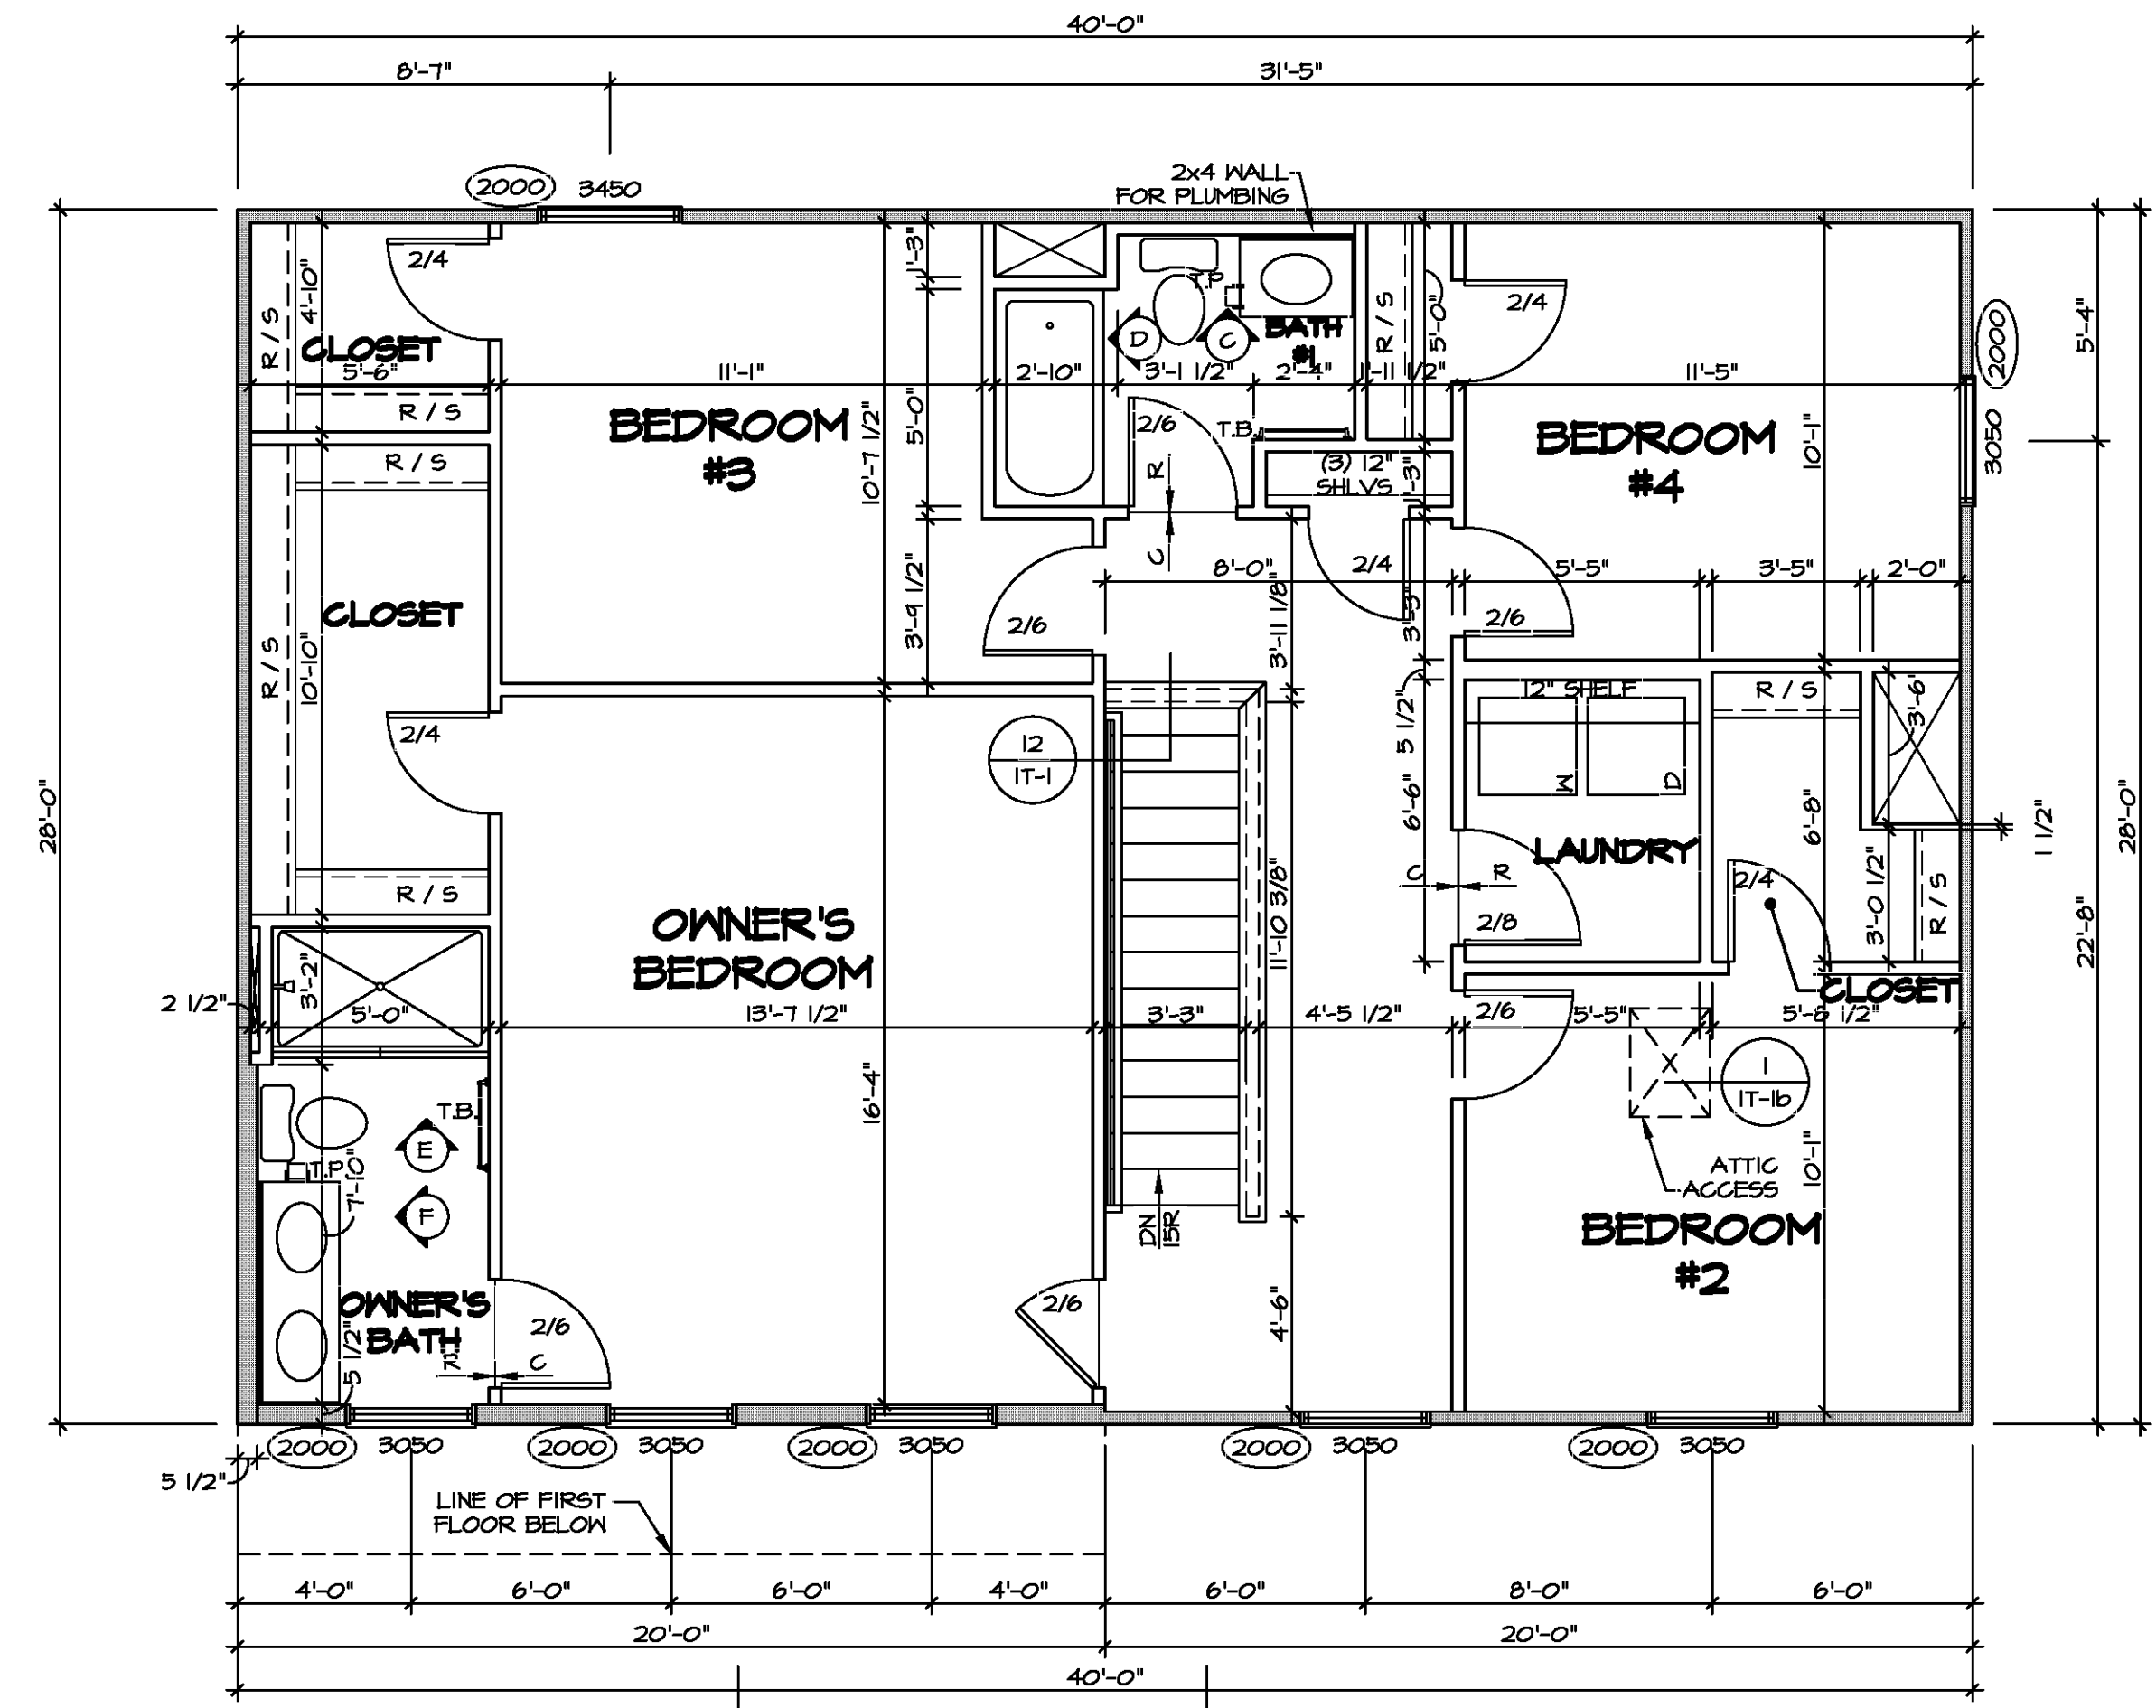 40'-0"
8'-7" 31'-5"
2x4 WALL
FOR PLUMBING
2000 3450
2/4
4'-10"
R / S
CLOSET
5'-6"
R / S
11'-1"
BEDROOM
#3
10'-7 1/2"
1'-3"
5'-0"
3'-9 1/2"
2'-10"
T.P.
D
C
BATH
#1
3'-1 1/2"
2'-4"
1'-11 1/2"
2/6
T.B.
R
C
R / S
5'-0"
(3) 12"
SHLVS
1'-3"
2/4
11'-5"
BEDROOM
#4
10'-1"
2000
3050
5'-4"
28'-0"
R / S
CLOSET
R / S
10'-10"
2/4
R / S
2/6
8'-0"
2/4
3'-11 1/8"
3'-3"
5'-5"
3'-5"
2'-0"
2/6
12
1T-1
5 1/2"
6'-6"
12" SHELF
W
D
R / S
3'-6"
LAUNDRY
C
R
2/8
6'-8"
2/4
3'-0 1/2"
R / S
CLOSET
1 1/2"
28'-0"
22'-8"
OWNER'S
BEDROOM
11'-10 3/8"
2 1/2"
3'-2"
5'-0"
13'-7 1/2"
3'-3"
4'-5 1/2"
2/6
5'-5"
5'-8 1/2"
16'-4"
T.B.
E
T.P.
7'-10"
F
1
1T-1b
ATTIC
ACCESS
10'-1"
BEDROOM
#2
DN
15R
OWNER'S
BATH
5 1/2"
2/6
C
2/6
4'-6"
2000 3050 2000 3050 2000 3050 2000 3050 2000 3050
5 1/2"
LINE OF FIRST
FLOOR BELOW
4'-0" 6'-0" 6'-0" 4'-0" 6'-0" 8'-0" 6'-0"
20'-0" 20'-0"
40'-0"